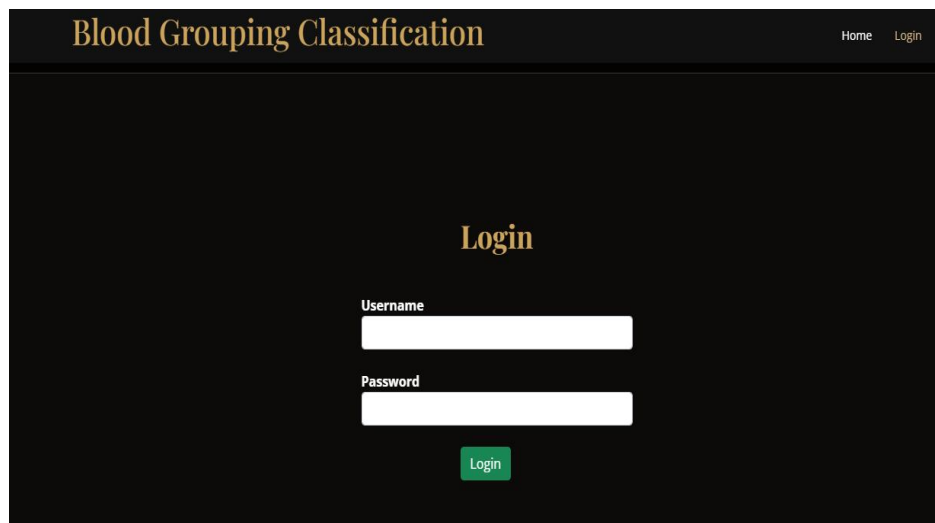 Blood Grouping Classification
Home Login
Login
Username
Password
Login